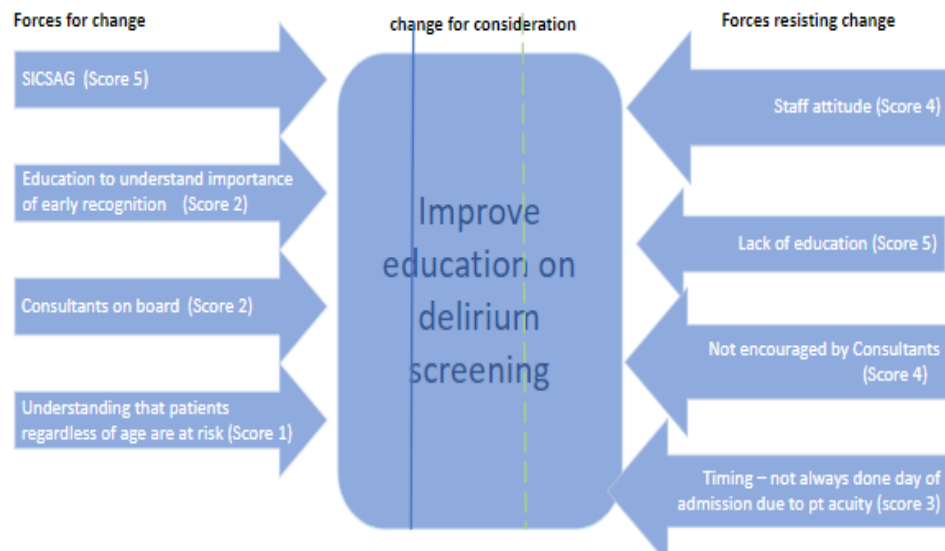 Forces for change
change for consideration
Forces resisting change
SICSAG (Score 5)
Education to understand importance
of early recognition (Score 2)
Consultants on board (Score 2)
Understanding that patients
regardless of age are at risk (Score 1)
Improve
education on
delirium
screening
Staff attitude (Score 4)
Lack of education (Score 5)
Not encouraged by Consultants
(Score 4)
Timing – not always done day of
admission due to pt acuity (score 3)